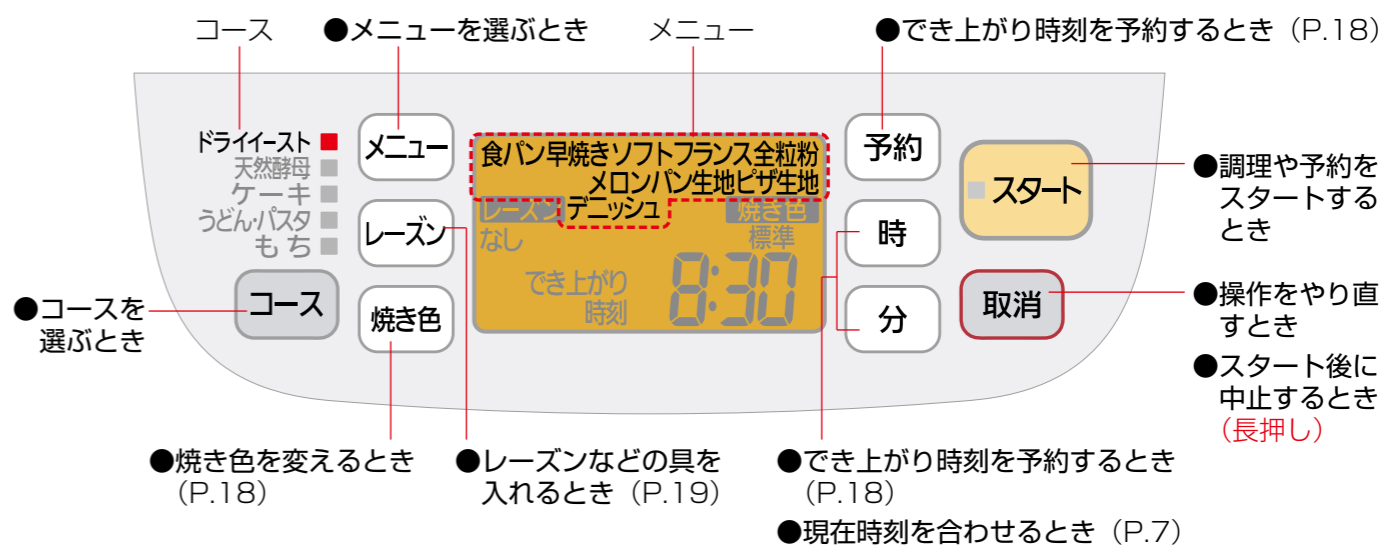 コース
●メニューを選ぶとき
メニュー
●でき上がり時刻を予約するとき（P.18）
ドライイースト
天然酵母
ケーキ
うどん・パスタ
もち
コース
メニュー
レーズン
焼き色
食パン早焼きソフトフランス全粒粉
メロンパン生地ピザ生地
レーズン デニッシュ 焼き色
なし 標準
でき上がり
時刻
8:30
予約
時
分
スタート
取消
●コースを
選ぶとき
●調理や予約を
スタートする
とき
●操作をやり直
すとき
●スタート後に
中止するとき
（長押し）
●焼き色を変えるとき
（P.18）
●レーズンなどの具を
入れるとき（P.19）
●でき上がり時刻を予約するとき
（P.18）
●現在時刻を合わせるとき（P.7）